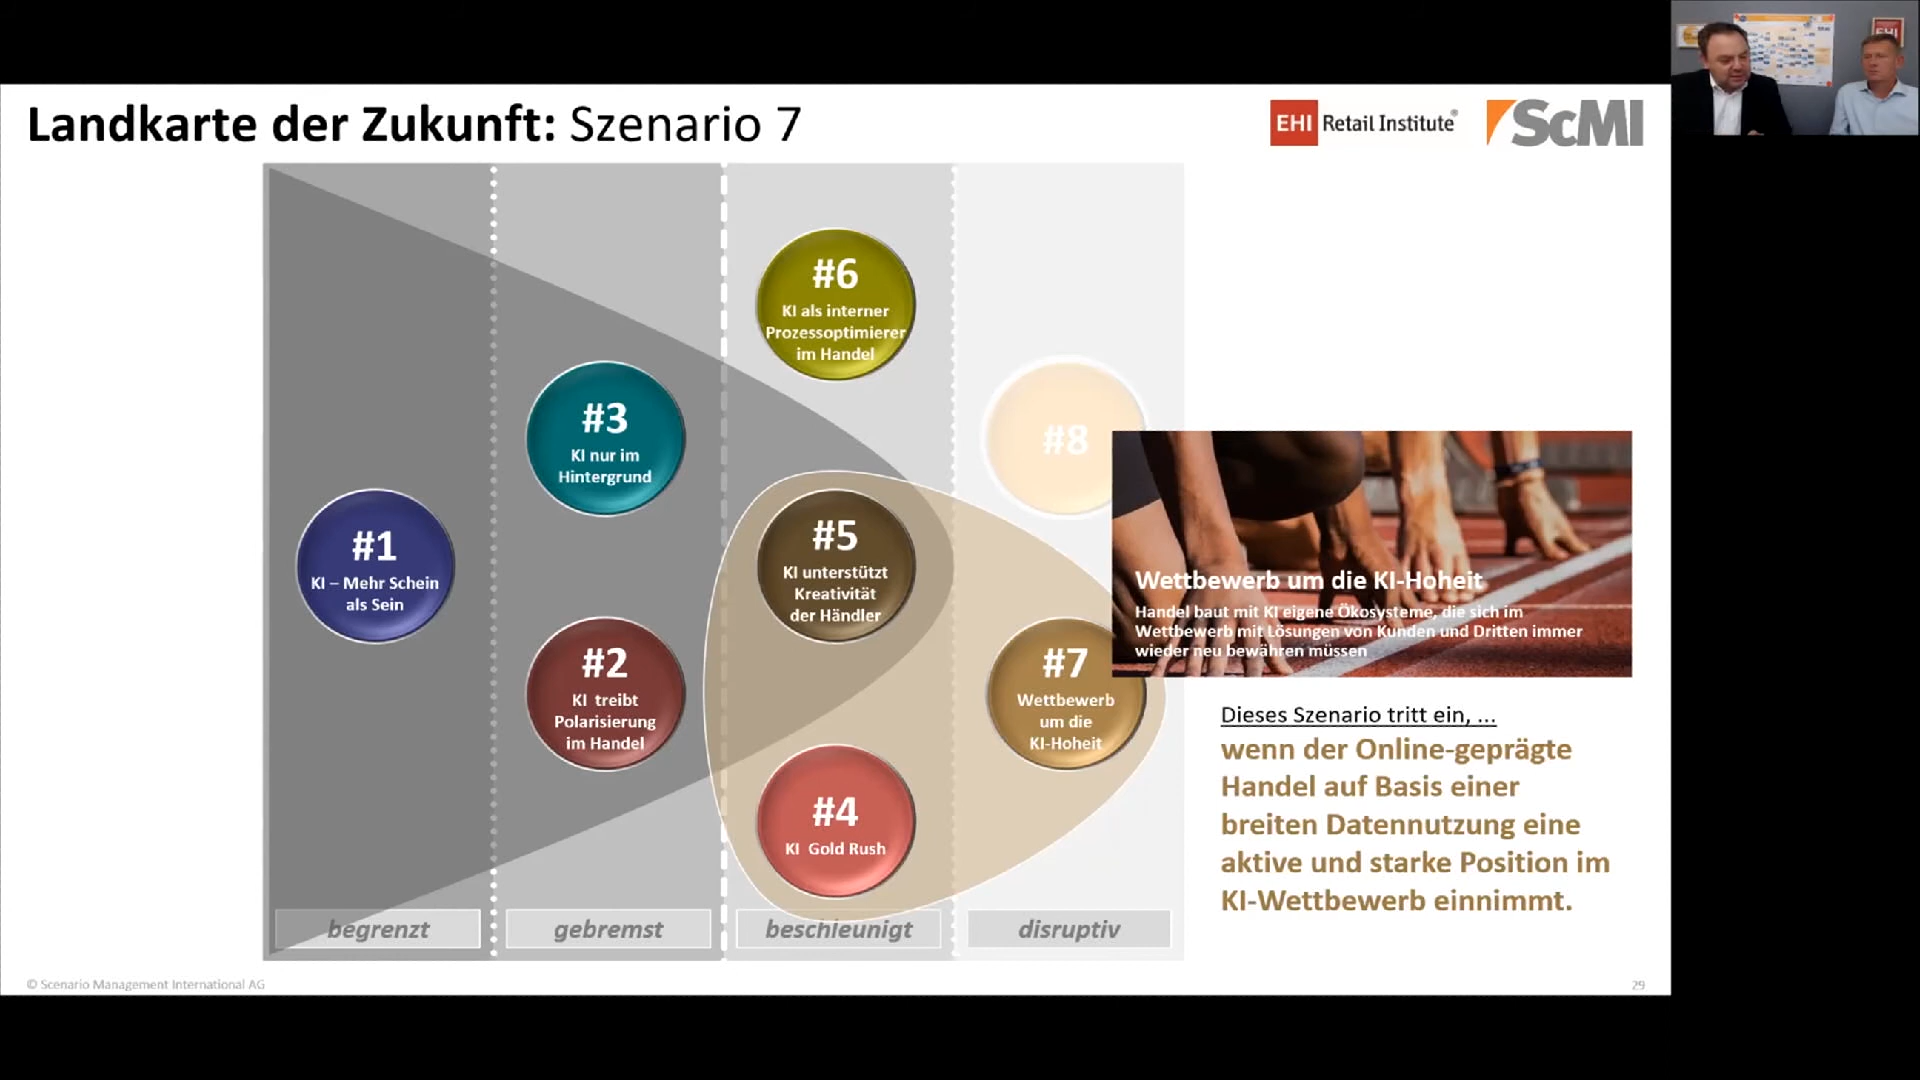 Landkarte der Zukunft: Szenario 7
EHI Retail Institute®
ScMI
EHI
#6
KI als interner
Prozessoptimierer
im Handel
#3
KI nur im
Hintergrund
#8
#1
KI – Mehr Schein
als Sein
#5
KI unterstützt
Kreativität
der Händler
#2
KI treibt
Polarisierung
im Handel
#7
Wettbewerb
um die
KI-Hoheit
#4
KI Gold Rush
Wettbewerb um die KI-Hoheit
Handel baut mit KI eigene Ökosysteme, die sich im
Wettbewerb mit Lösungen von Kunden und Dritten immer
wieder neu bewähren müssen
Dieses Szenario tritt ein, ...
wenn der Online-geprägte
Handel auf Basis einer
breiten Datennutzung eine
aktive und starke Position im
KI-Wettbewerb einnimmt.
begrenzt
gebremst
beschleunigt
disruptiv
© Scenario Management International AG
29